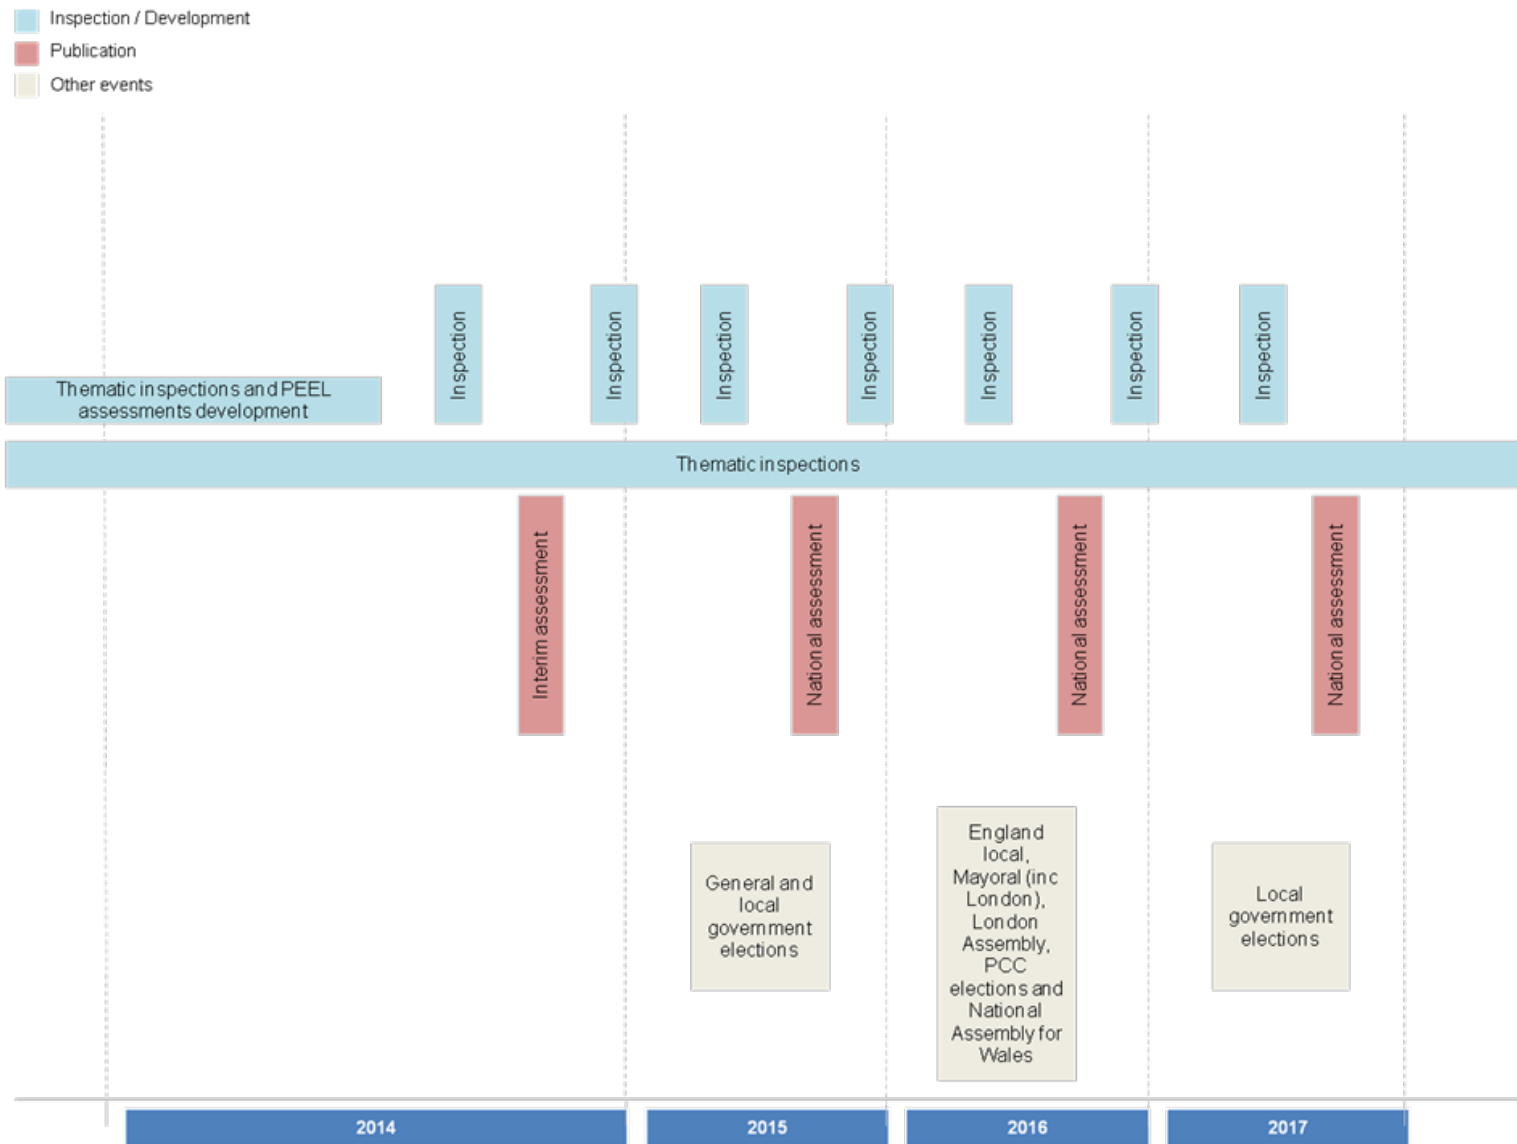 Inspection / Development
Publication
Other events
Inspection
Inspection
Inspection
Inspection
Inspection
Inspection
Inspection
Thematic inspections and PEEL
assessments development
Thematic inspections
Interim assessment
National assessment
National assessment
National assessment
General and
local
government
elections
England
local,
Mayoral (inc
London),
London
Assembly,
PCC
elections and
National
Assembly for
Wales
Local
government
elections
2014
2015
2016
2017